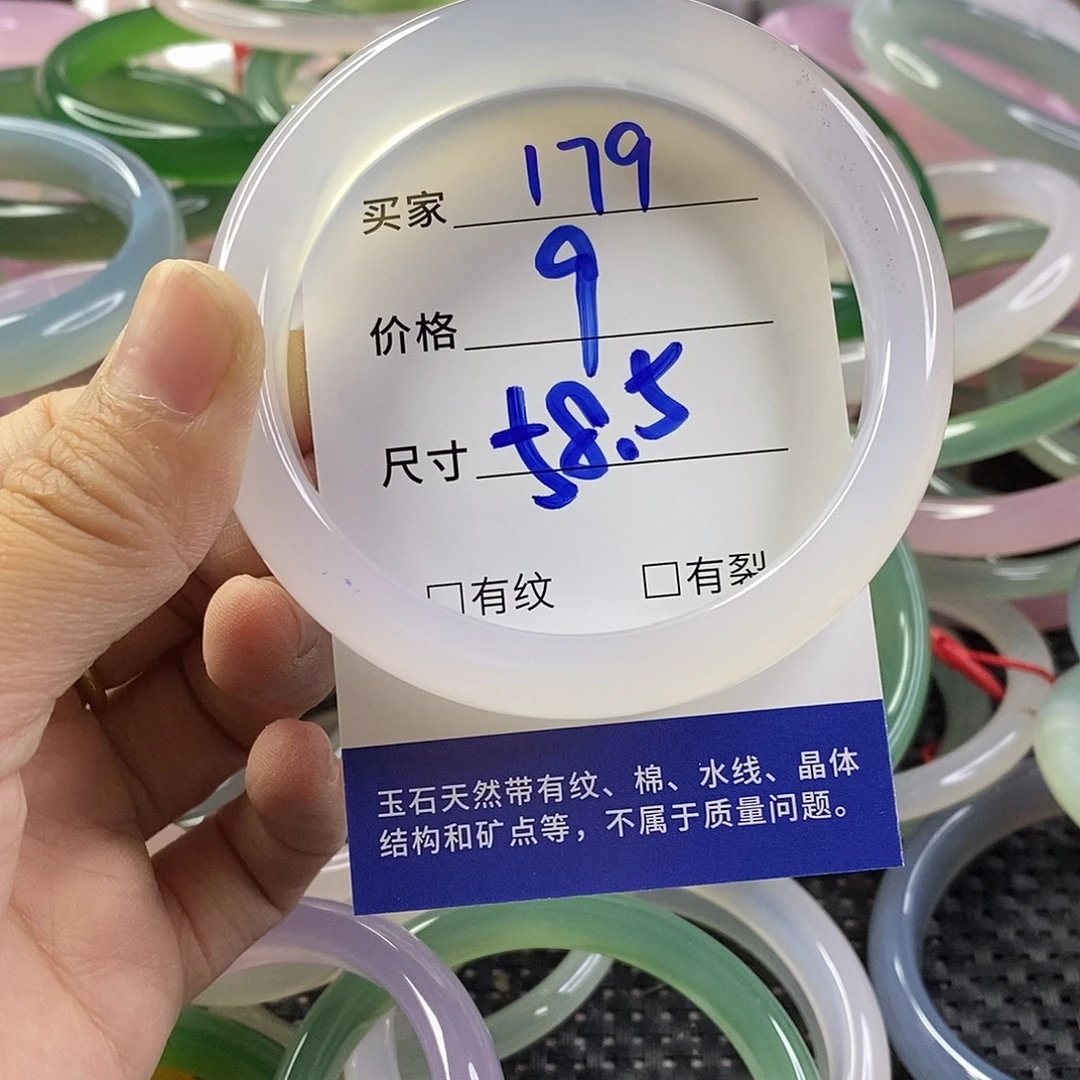 买家 179
价格 9
尺寸 58.5
□有纹 □有裂
玉石天然带有纹、棉、水线、晶体
结构和矿点等，不属于质量问题。